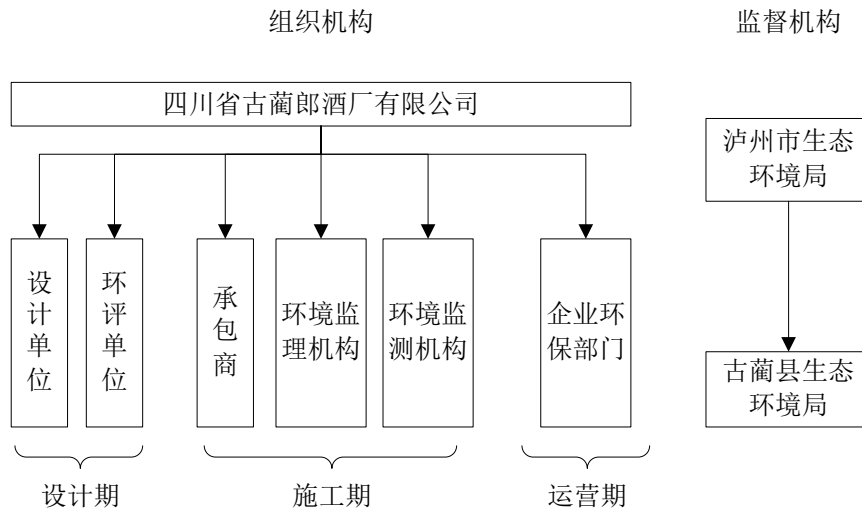 组织机构
监督机构
四川省古蔺郎酒厂有限公司
泸州市生态
环境局
设计单位
环评单位
承包商
环境监
理机构
环境监
测机构
企业环
保部门
古蔺县生态
环境局
设计期
施工期
运营期